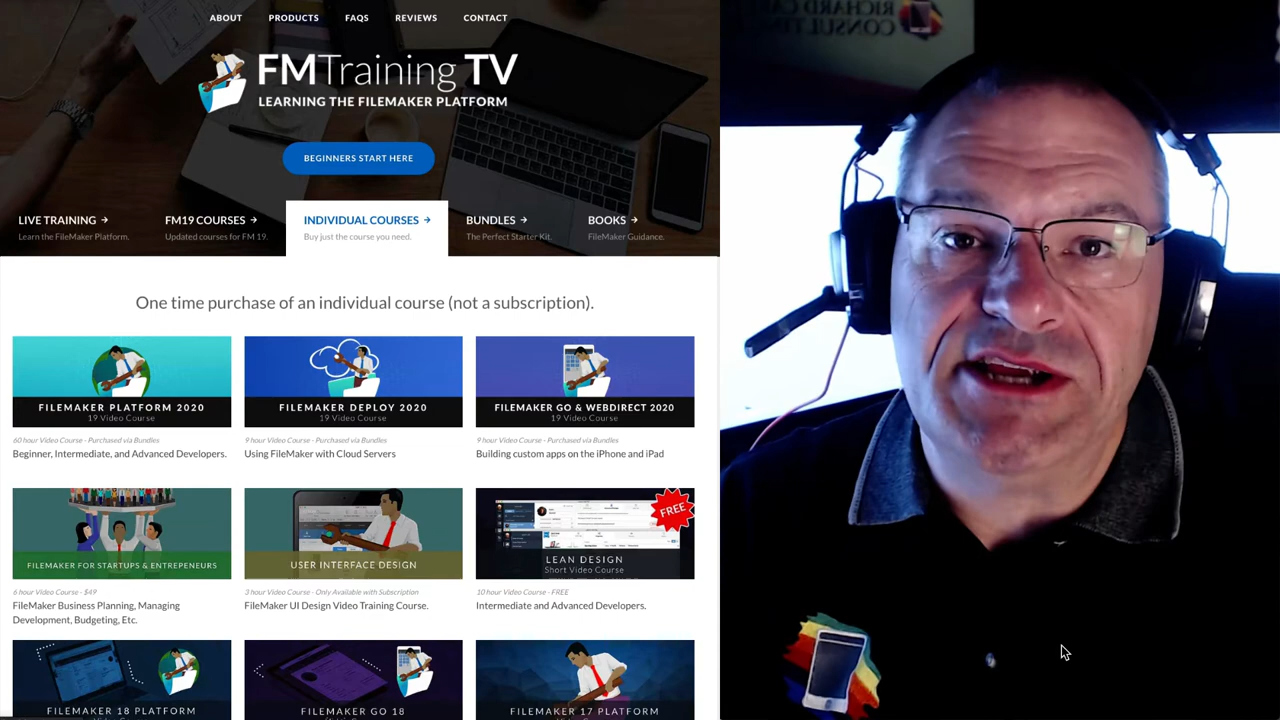 ABOUT PRODUCTS FAQS REVIEWS CONTACT
FMTraining TV
LEARNING THE FILEMAKER PLATFORM
BEGINNERS START HERE
LIVE TRAINING → FM19 COURSES → INDIVIDUAL COURSES → BUNDLES → BOOKS →
Learn the FileMaker Platform. Updated courses for FM 19. Buy just the course you need. The Perfect Starter Kit. FileMaker Guidance.
One time purchase of an individual course (not a subscription).
FILEMAKER PLATFORM 2020
19 Video Course
60 hour Video Course - Purchased via Bundles
Beginner, Intermediate, and Advanced Developers.
FILEMAKER DEPLOY 2020
19 Video Course
9 hour Video Course - Purchased via Bundles
Using FileMaker with Cloud Servers
FILEMAKER GO & WEBDIRECT 2020
19 Video Course
9 hour Video Course - Purchased via Bundles
Building custom apps on the iPhone and iPad
FILEMAKER FOR STARTUPS & ENTREPENEURS
6 hour Video Course - $49
FileMaker Business Planning, Managing
Development, Budgeting, Etc.
USER INTERFACE DESIGN
3 hour Video Course - Only Available with Subscription
FileMaker UI Design Video Training Course.
FREE
LEAN DESIGN
Short Video Course
10 hour Video Course - FREE
Intermediate and Advanced Developers.
FILEMAKER 18 PLATFORM
FILEMAKER GO 18
FILEMAKER 17 PLATFORM
RICHARD
CONSULTING